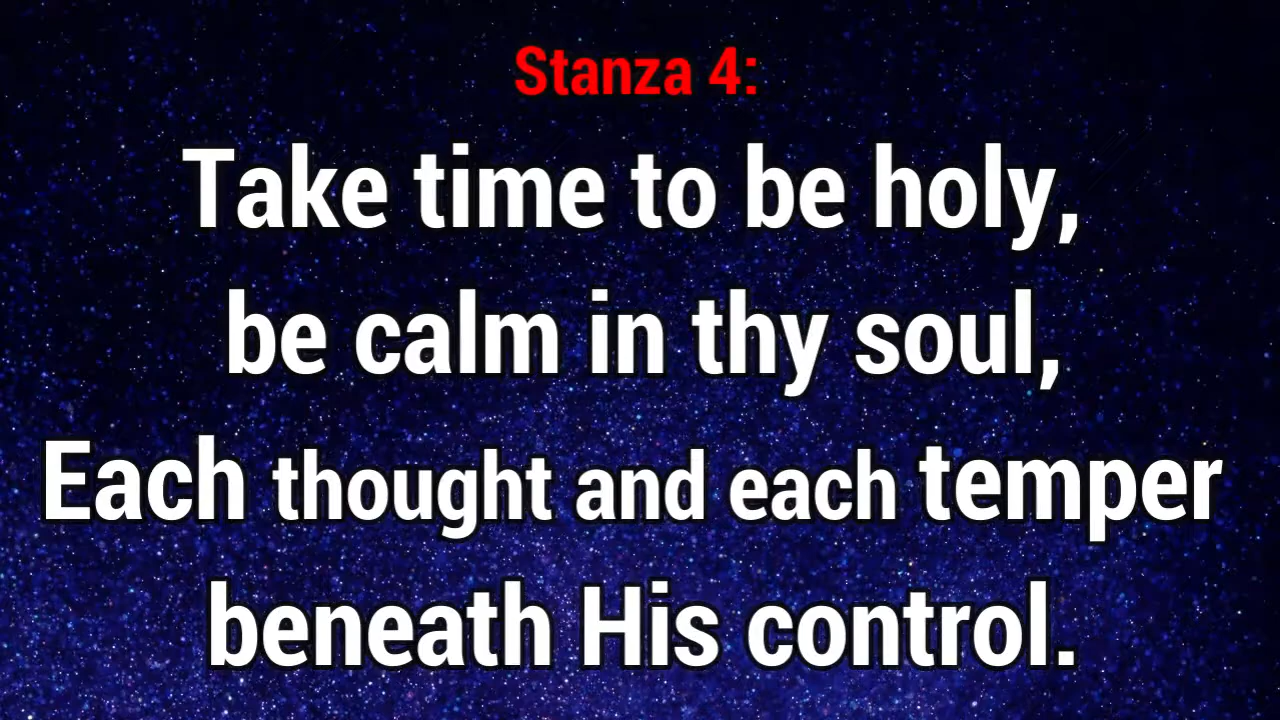 Stanza 4:
Take time to be holy,
be calm in thy soul,
Each thought and each temper
beneath His control.